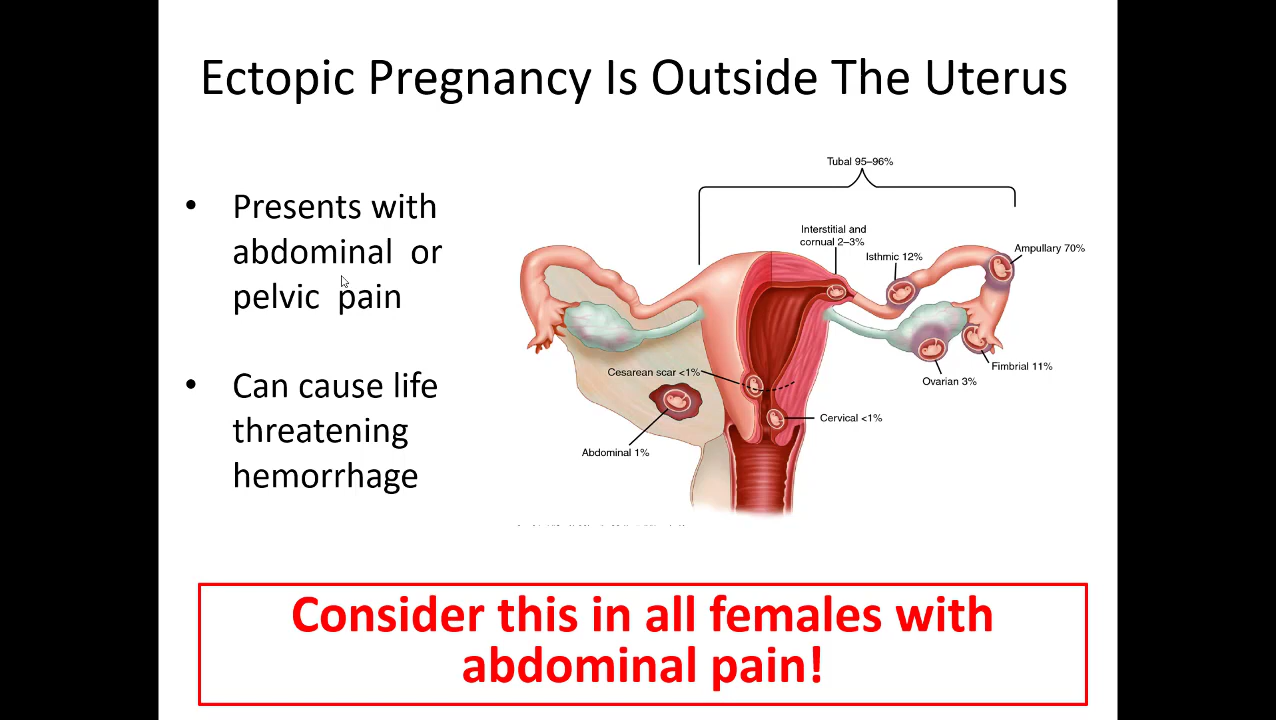 Ectopic Pregnancy Is Outside The Uterus
• Presents with
abdominal or
pelvic pain
• Can cause life
threatening
hemorrhage
Tubal 95–96%
Interstitial and
cornual 2–3%
Isthmic 12%
Ampullary 70%
Fimbrial 11%
Ovarian 3%
Cesarean scar <1%
Cervical <1%
Abdominal 1%
Consider this in all females with
abdominal pain!